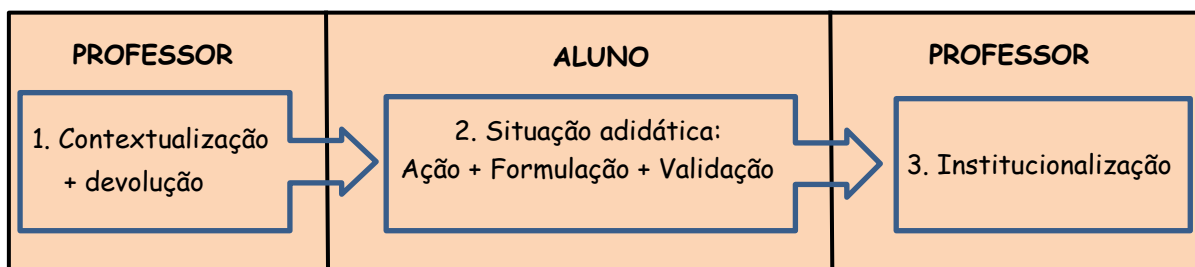 PROFESSOR
1. Contextualização
+ devolução
ALUNO
2. Situação adidática:
Ação + Formulação + Validação
PROFESSOR
3. Institucionalização